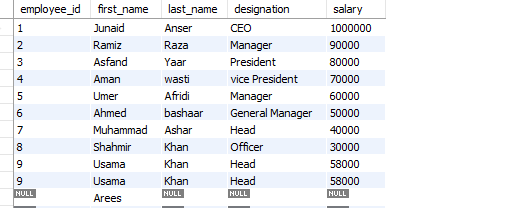 employee_id first_name last_name designation salary
1 Junaid Anser CEO 1000000
2 Ramiz Raza Manager 90000
3 Asfand Yaar President 80000
4 Aman wasti vice President 70000
5 Umer Afridi Manager 60000
6 Ahmed bashaar General Manager 50000
7 Muhammad Ashar Head 40000
8 Shahmir Khan Officer 30000
9 Usama Khan Head 58000
9 Usama Khan Head 58000
NULL Arees NULL NULL NULL